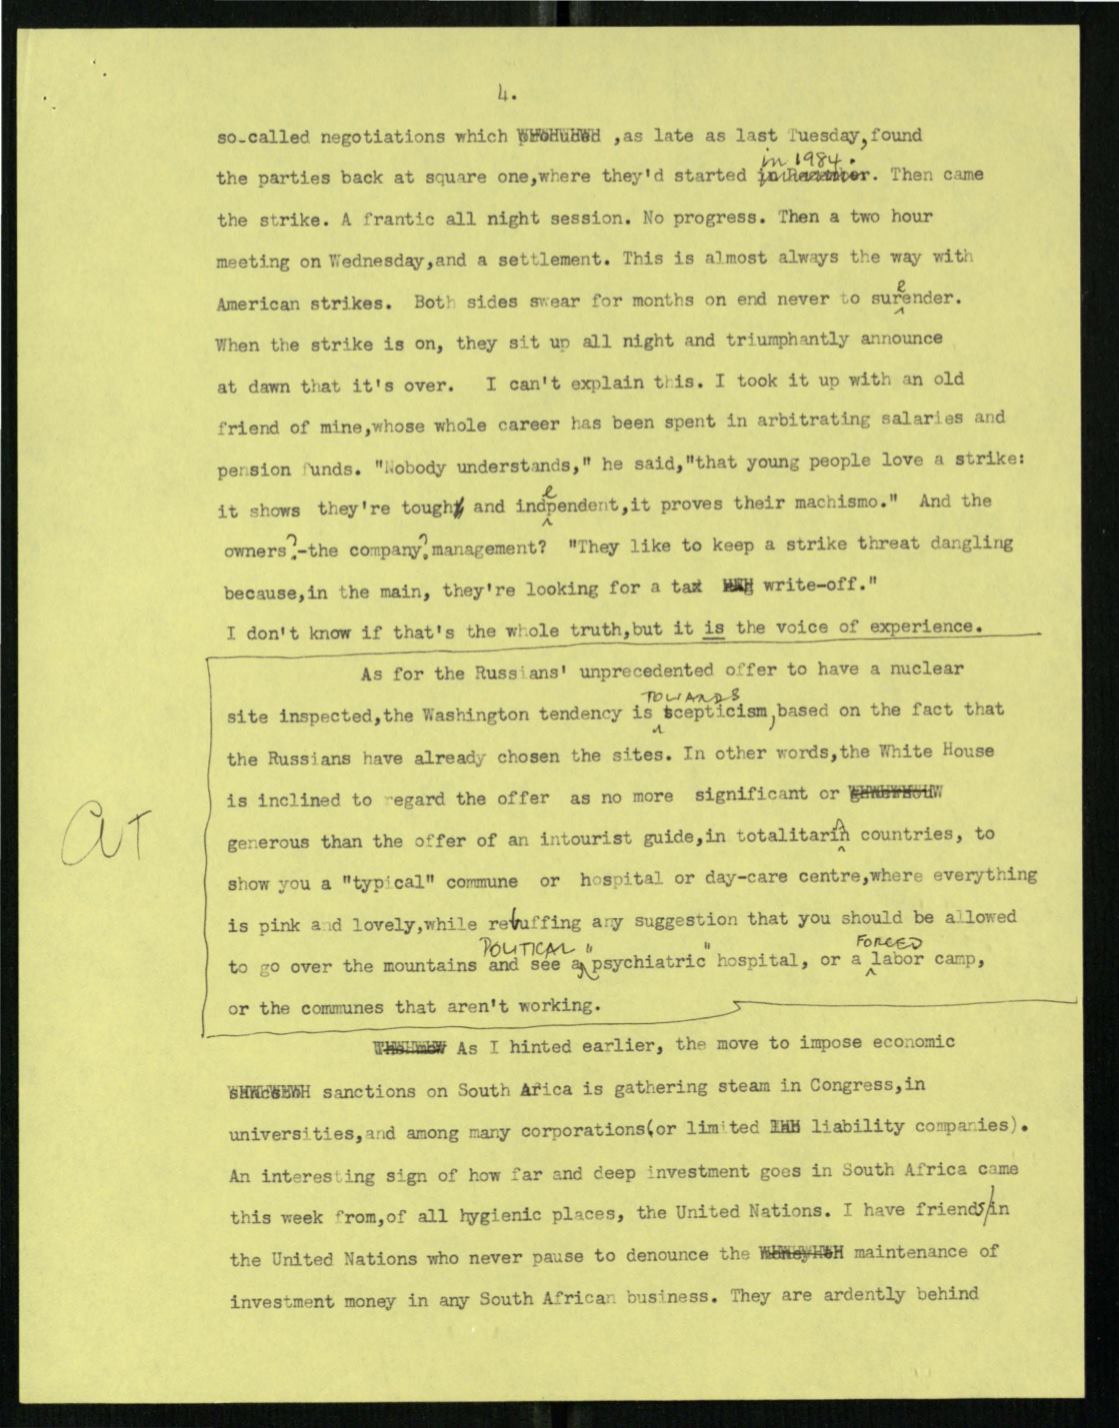 4.
so-called negotiations which ,as late as last Tuesday, found
in 1984.
the parties back at square one,where they'd started . Then came
the strike. A frantic all night session. No progress. Then a two hour
meeting on Wednesday,and a settlement. This is almost always the way with
e
American strikes. Both sides swear for months on end never to surender.
When the strike is on, they sit up all night and triumphantly announce
at dawn that it's over. I can't explain this. I took it up with an old
friend of mine,whose whole career has been spent in arbitrating salaries and
pension funds. "Nobody understands," he said,"that young people love a strike:
e
it shows they're tough and indpendent,it proves their machismo." And the
owners?-the company?,management? "They like to keep a strike threat dangling
because,in the main, they're looking for a tax write-off."
I don't know if that's the whole truth,but it is the voice of experience.
As for the Russians' unprecedented offer to have a nuclear
TOWARDS
site inspected,the Washington tendency is scepticism, based on the fact that
the Russians have already chosen the sites. In other words,the White House
is inclined to regard the offer as no more significant or
A
generous than the offer of an intourist guide,in totalitarin countries, to
AT
show you a "typical" commune or hospital or day-care centre,where everything
is pink and lovely,while rebuffing any suggestion that you should be allowed
POLITICAL " " FORCED
to go over the mountains and see a psychiatric hospital, or a labor camp,
or the communes that aren't working.
As I hinted earlier, the move to impose economic
sanctions on South Africa is gathering steam in Congress,in
universities,and among many corporations(or limited liability companies).
An interesting sign of how far and deep investment goes in South Africa came
this week from,of all hygienic places, the United Nations. I have friends/in
the United Nations who never pause to denounce the maintenance of
investment money in any South African business. They are ardently behind